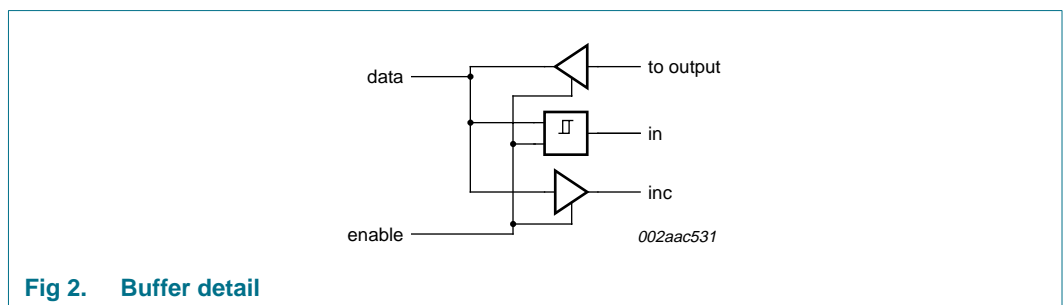 to output
data
in
inc
enable
002aac531
Fig 2. Buffer detail